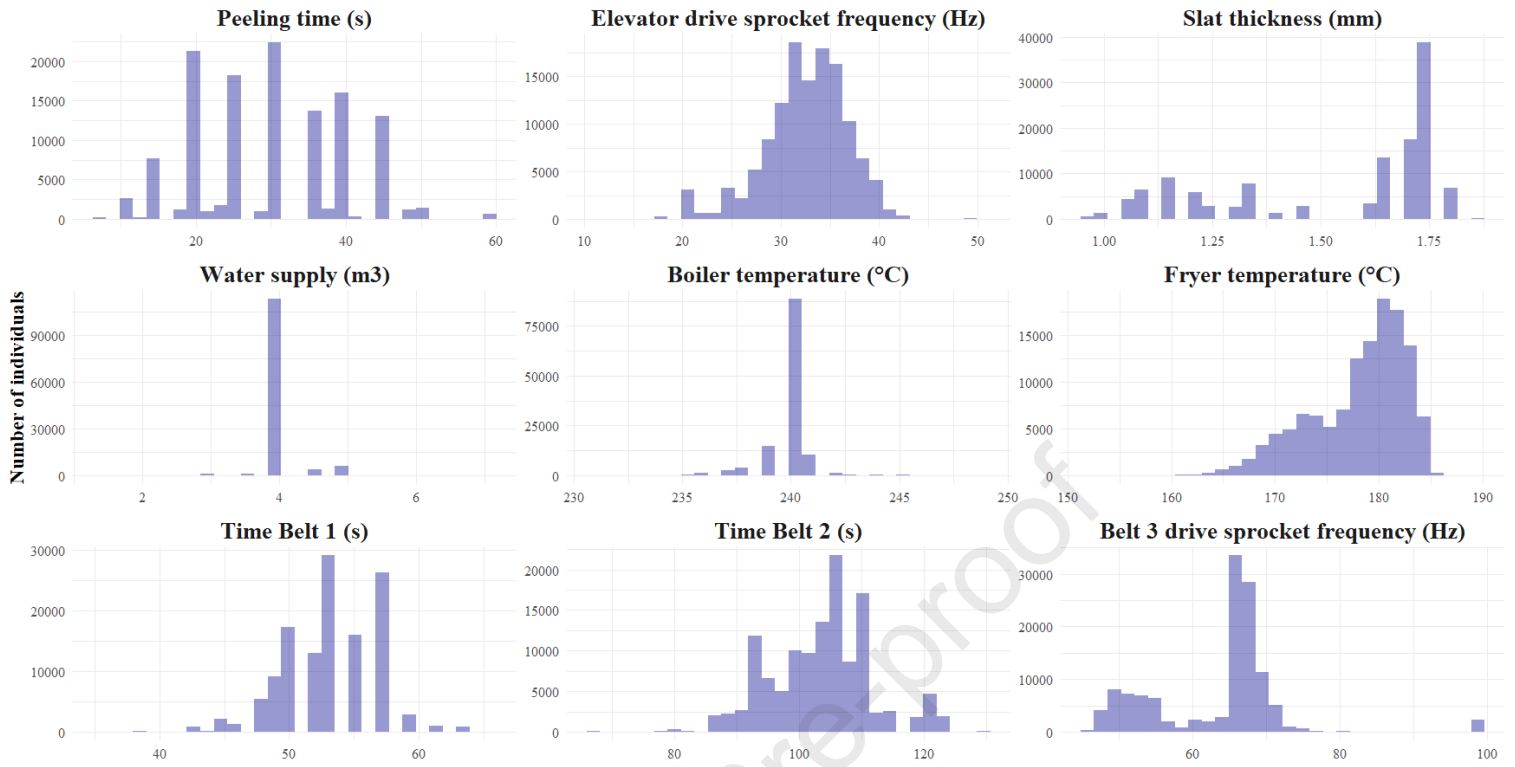 Peeling time (s)
20000
15000
10000
5000
0
20 40 60
Elevator drive sprocket frequency (Hz)
15000
10000
5000
0
10 20 30 40 50
Slat thickness (mm)
40000
30000
20000
10000
0
1.00 1.25 1.50 1.75
Number of individuals
Water supply (m3)
90000
60000
30000
0
2 4 6
Boiler temperature (°C)
75000
50000
25000
0
230 235 240 245 250
Fryer temperature (°C)
15000
10000
5000
0
150 160 170 180 190
Time Belt 1 (s)
30000
20000
10000
0
40 50 60
Time Belt 2 (s)
20000
15000
10000
5000
0
80 100 120
Belt 3 drive sprocket frequency (Hz)
30000
20000
10000
0
60 80 100
re-proof